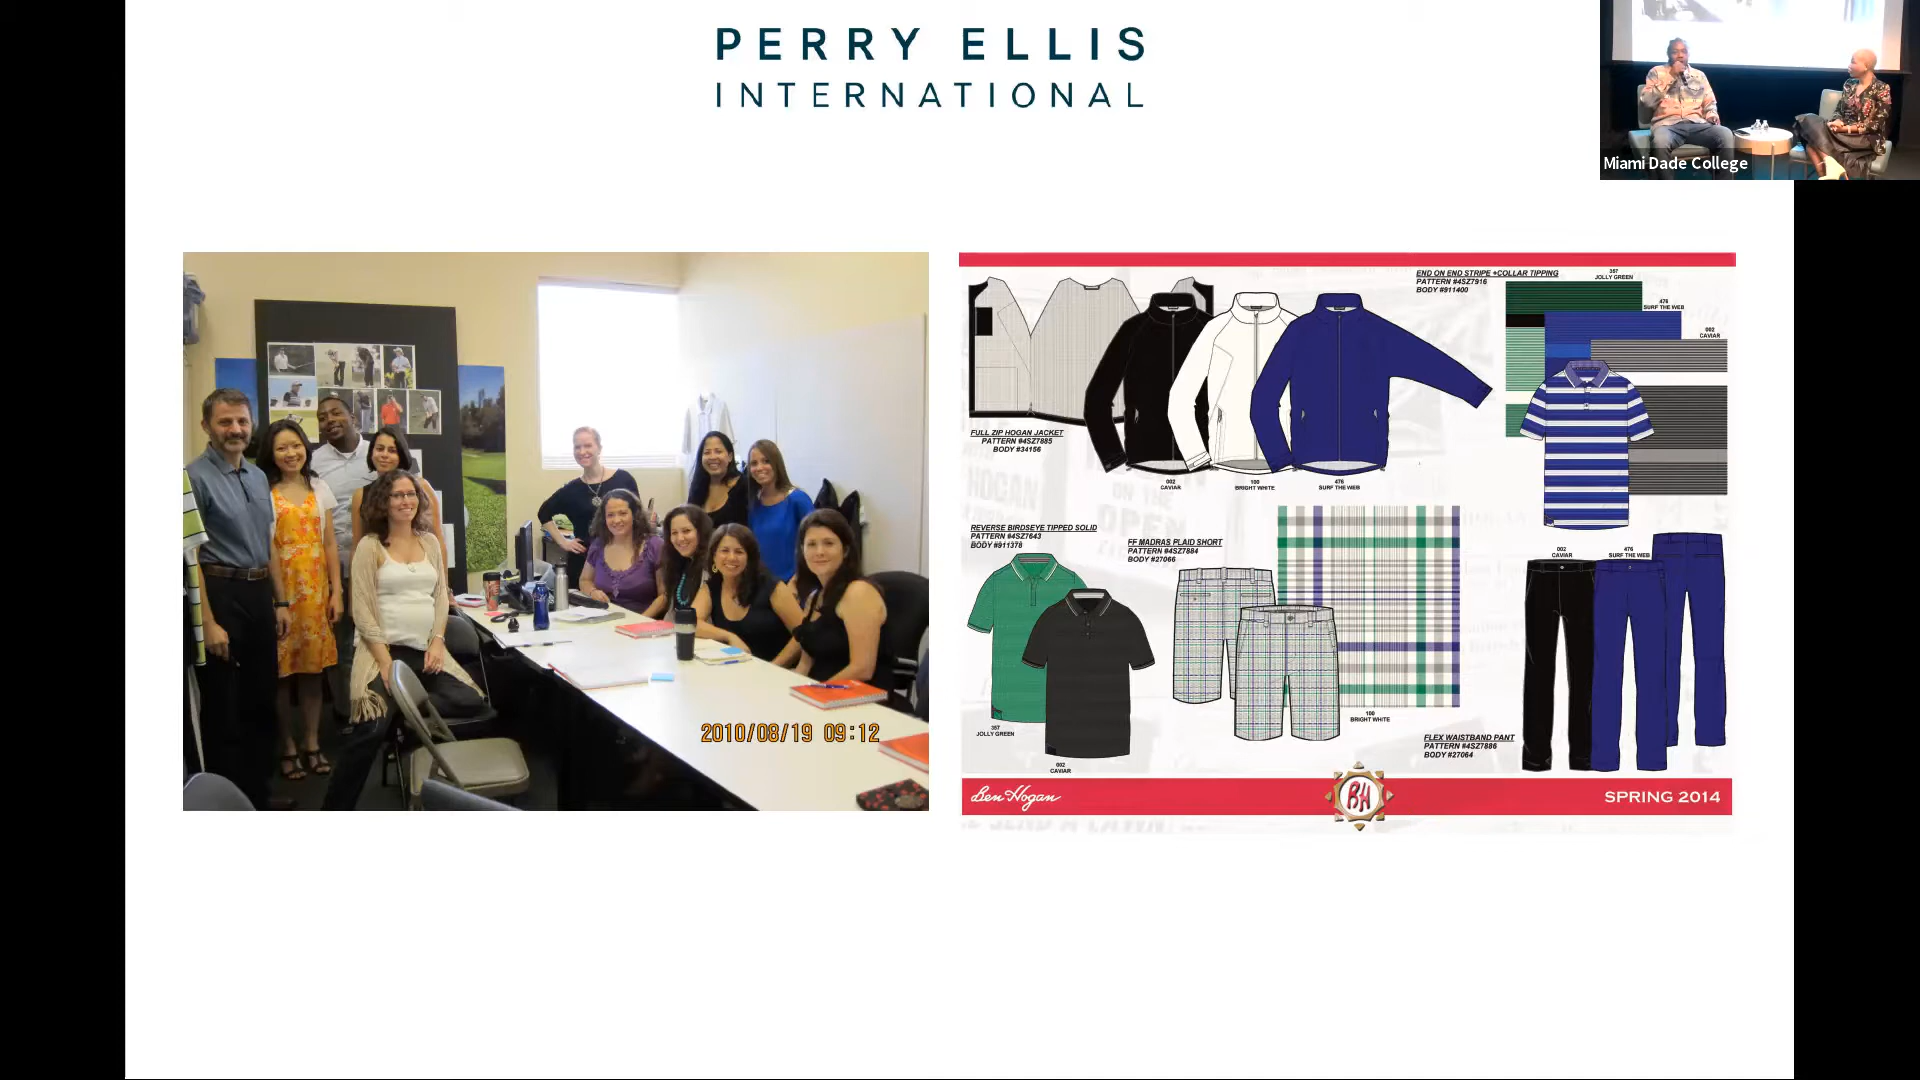 PERRY ELLIS
INTERNATIONAL
Miami Dade College
2010/08/19 09:12
FULL ZIP HOGAN JACKET
PATTERN #4SZ7885
BODY #34156
002
CAVIAR
100
BRIGHT WHITE
476
SURF THE WEB
END ON END STRIPE +COLLAR TIPPING
PATTERN #4SZ7916
BODY #911400
357
JOLLY GREEN
476
SURF THE WEB
002
CAVIAR
HOGAN
ON THE
OPEN
REVERSE BIRDSEYE TIPPED SOLID
PATTERN #4SZ7643
BODY #911378
357
JOLLY GREEN
002
CAVIAR
FF MADRAS PLAID SHORT
PATTERN #4SZ7884
BODY #27066
100
BRIGHT WHITE
002
CAVIAR
476
SURF THE WEB
FLEX WAISTBAND PANT
PATTERN #4SZ7886
BODY #27064
Ben Hogan
BH
SPRING 2014